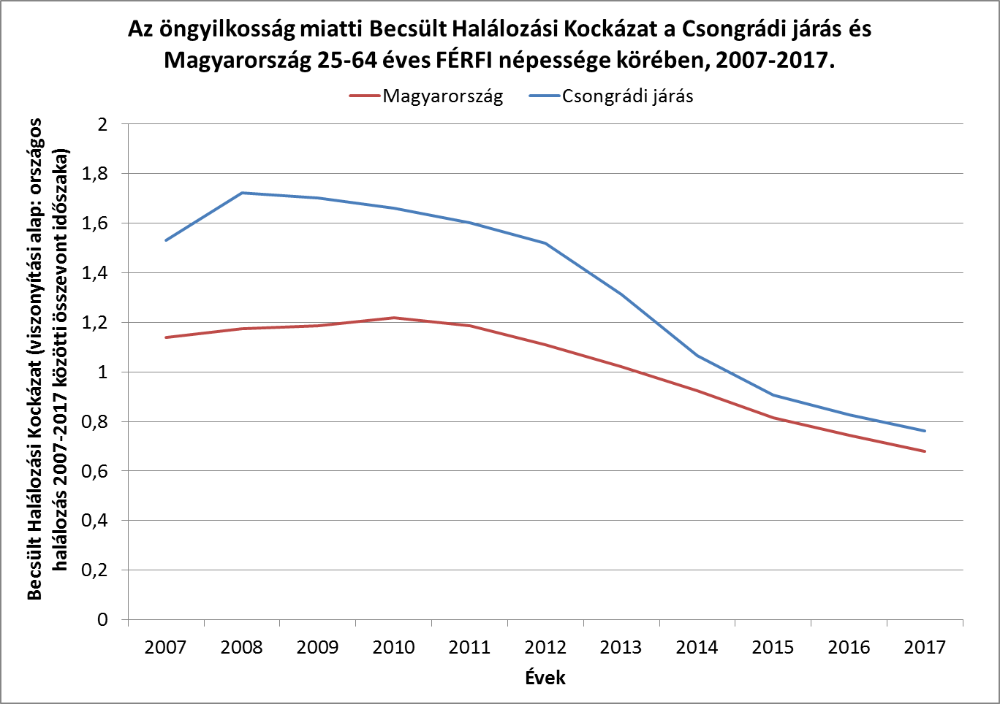 Az öngyilkosság miatti Becsült Halálozási Kockázat a Csongrádi járás és
Magyarország 25-64 éves FÉRFI népessége körében, 2007-2017.
Magyarország Csongrádi járás
Becsült Halálozási Kockázat (viszonyítási alap: országos
halálozás 2007-2017 közötti összevont időszaka)
2
1,8
1,6
1,4
1,2
1
0,8
0,6
0,4
0,2
0
2007 2008 2009 2010 2011 2012 2013 2014 2015 2016 2017
Évek